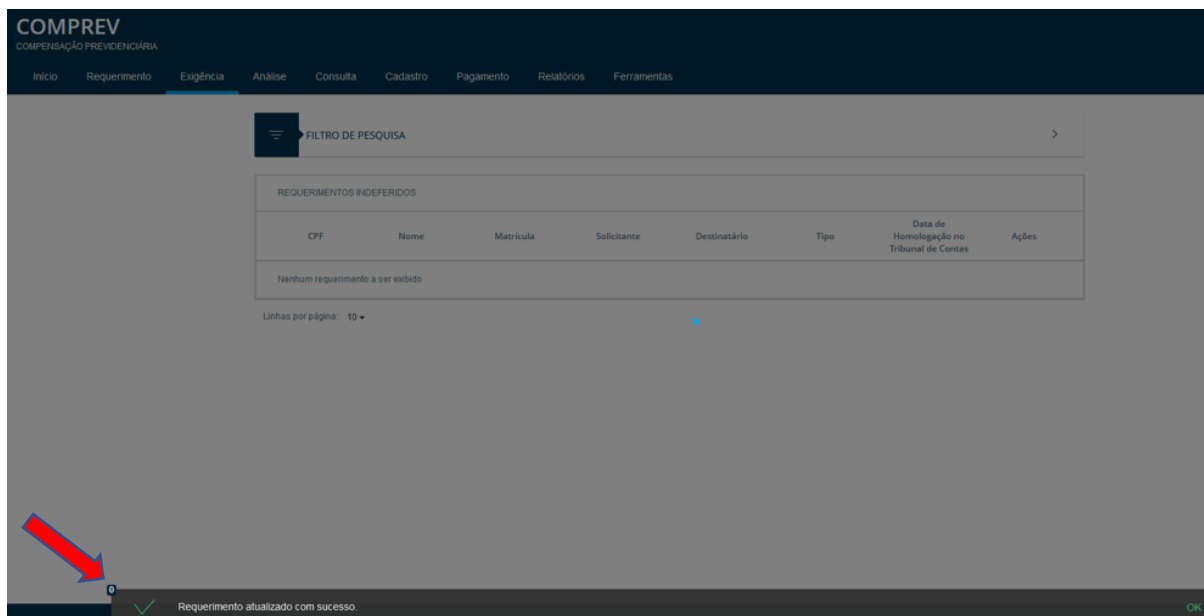 COMPREV
COMPENSAÇÃO PREVIDENCIÁRIA
Início Requerimento Exigência Análise Consulta Cadastro Pagamento Relatórios Ferramentas
FILTRO DE PESQUISA
REQUERIMENTOS INDEFERIDOS
CPF Nome Matrícula Solicitante Destinatário Tipo Data de Homologação no Tribunal de Contas Ações
Nenhum requerimento a ser exibido
Linhas por página: 10
0
Requerimento atualizado com sucesso. OK